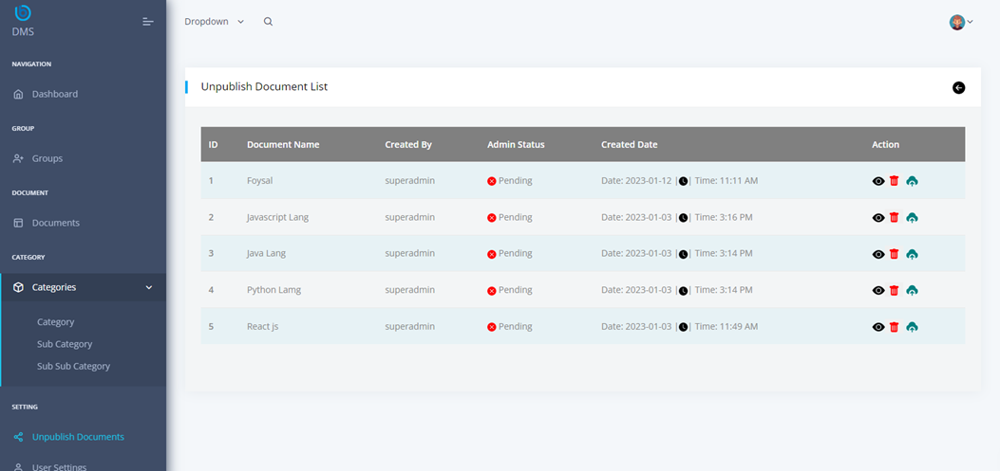 DMS
Dropdown
NAVIGATION
Dashboard
GROUP
Groups
DOCUMENT
Documents
CATEGORY
Categories
Category
Sub Category
Sub Sub Category
SETTING
Unpublish Documents
User Settings
Unpublish Document List
ID Document Name Created By Admin Status Created Date Action
1 Foysal superadmin Pending Date: 2023-01-12 | | Time: 11:11 AM
2 Javascript Lang superadmin Pending Date: 2023-01-03 | | Time: 3:16 PM
3 Java Lang superadmin Pending Date: 2023-01-03 | | Time: 3:14 PM
4 Python Lamg superadmin Pending Date: 2023-01-03 | | Time: 3:14 PM
5 React js superadmin Pending Date: 2023-01-03 | | Time: 11:49 AM